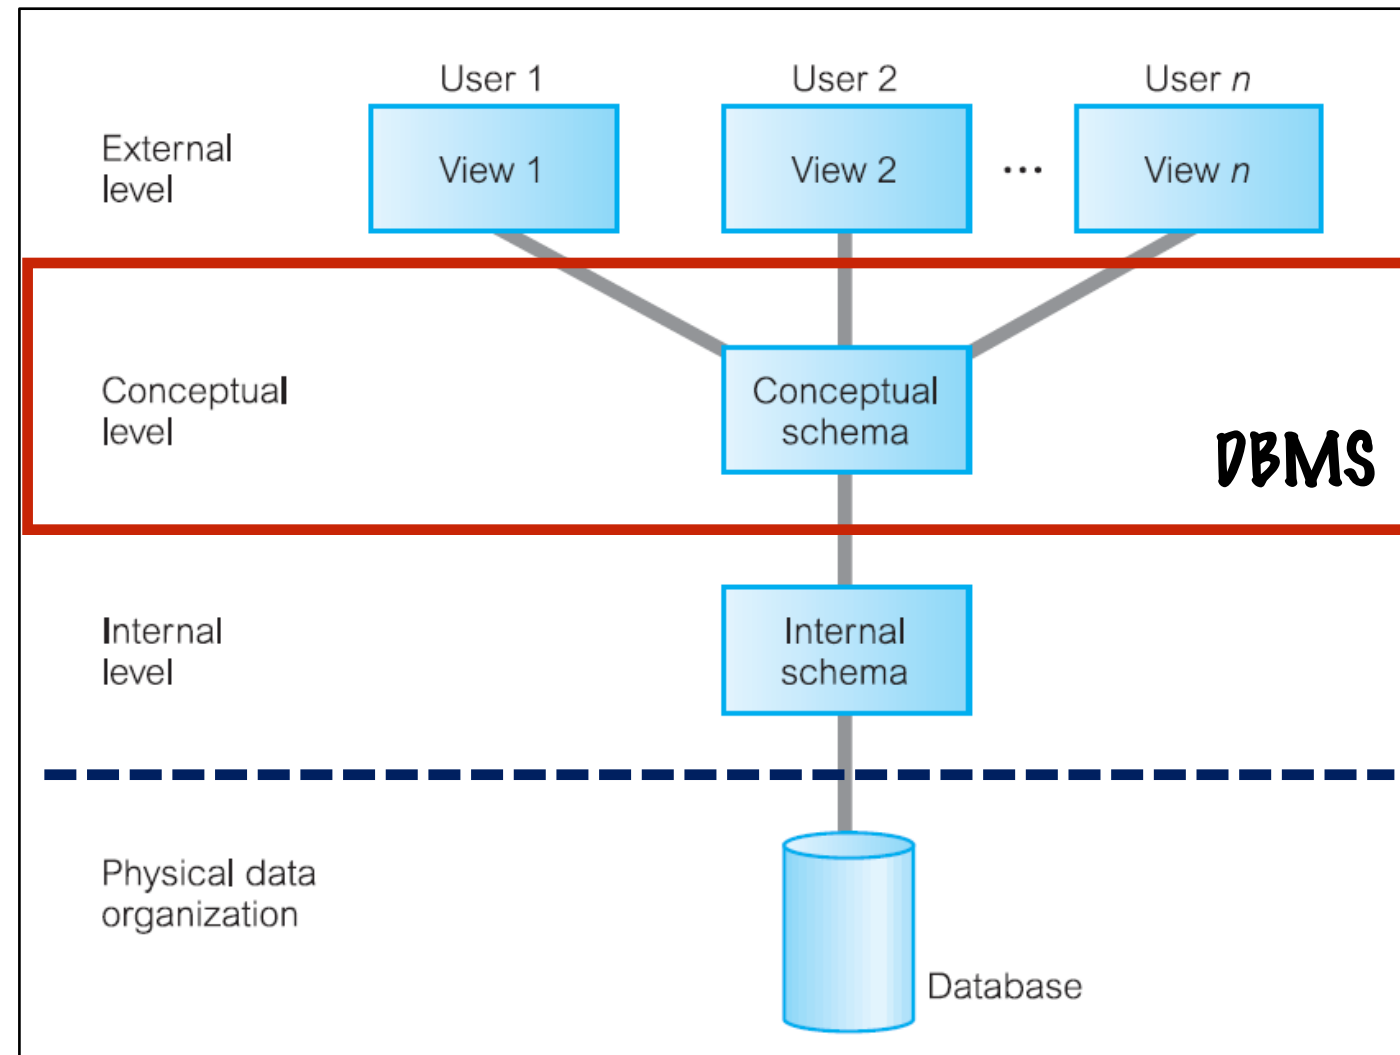 User 1
User 2
User n
External
level
View 1
View 2
...
View n
Conceptual
level
Conceptual
schema
DBMS
Internal
level
Internal
schema
Physical data
organization
Database